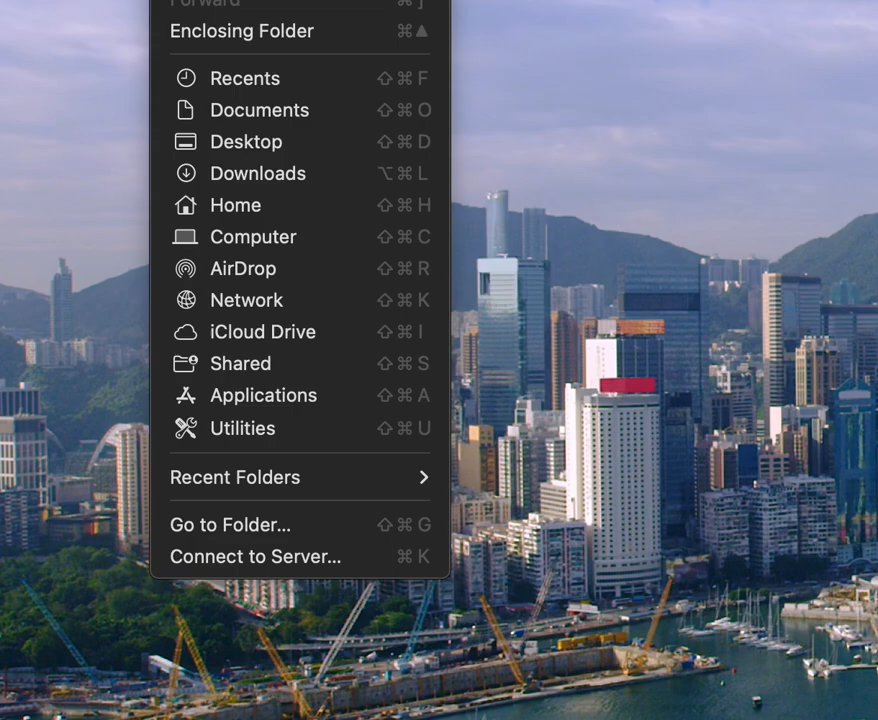 Forward ⌘ ]
Enclosing Folder ⌘▲
Recents ⇧⌘F
Documents ⇧⌘O
Desktop ⇧⌘D
Downloads ⌥⌘L
Home ⇧⌘H
Computer ⇧⌘C
AirDrop ⇧⌘R
Network ⇧⌘K
iCloud Drive ⇧⌘I
Shared ⇧⌘S
Applications ⇧⌘A
Utilities ⇧⌘U
Recent Folders
Go to Folder... ⇧⌘G
Connect to Server... ⌘K